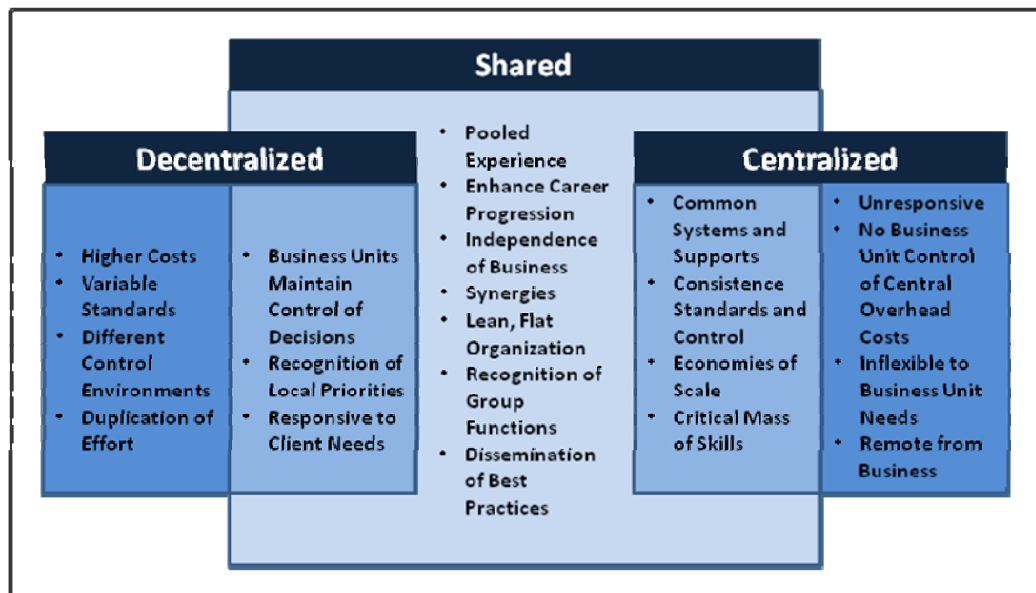 Shared
Decentralized
• Higher Costs
• Variable
Standards
• Different
Control
Environments
• Duplication of
Effort
• Business Units
Maintain
Control of
Decisions
• Recognition of
Local Priorities
• Responsive to
Client Needs
• Pooled
Experience
• Enhance Career
Progression
• Independence
of Business
• Synergies
• Lean, Flat
Organization
• Recognition of
Group
Functions
• Dissemination
of Best
Practices
Centralized
• Common
Systems and
Supports
• Consistence
Standards and
Control
• Economies of
Scale
• Critical Mass
of Skills
• Unresponsive
• No Business
Unit Control
of Central
Overhead
Costs
• Inflexible to
Business Unit
Needs
• Remote from
Business